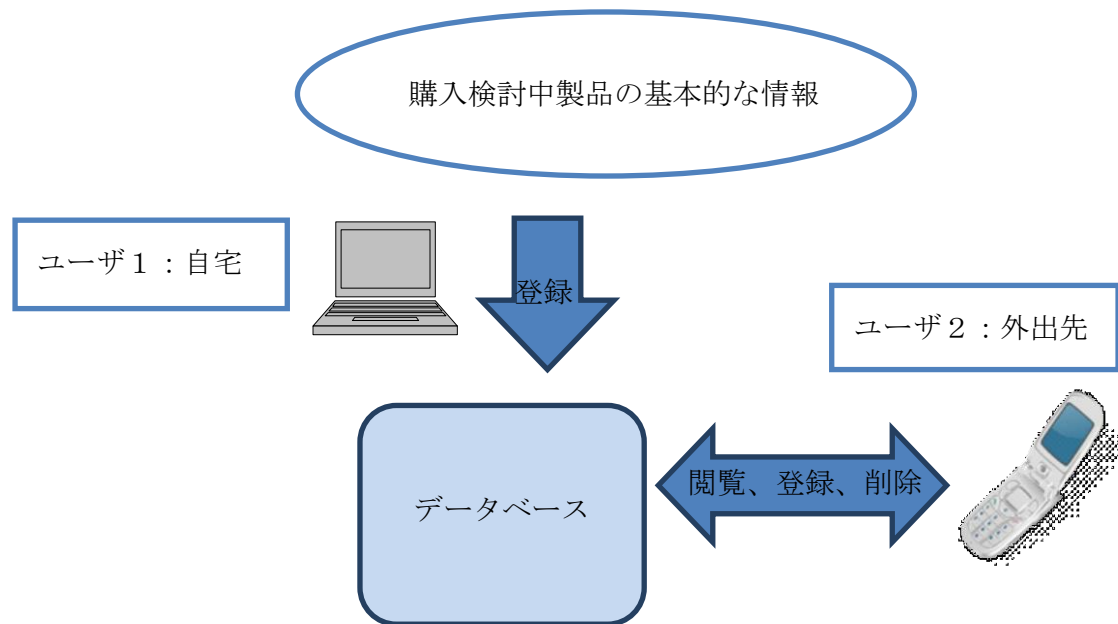 購入検討中製品の基本的な情報
ユーザ１：自宅
登録
ユーザ２：外出先
閲覧、登録、削除
データベース